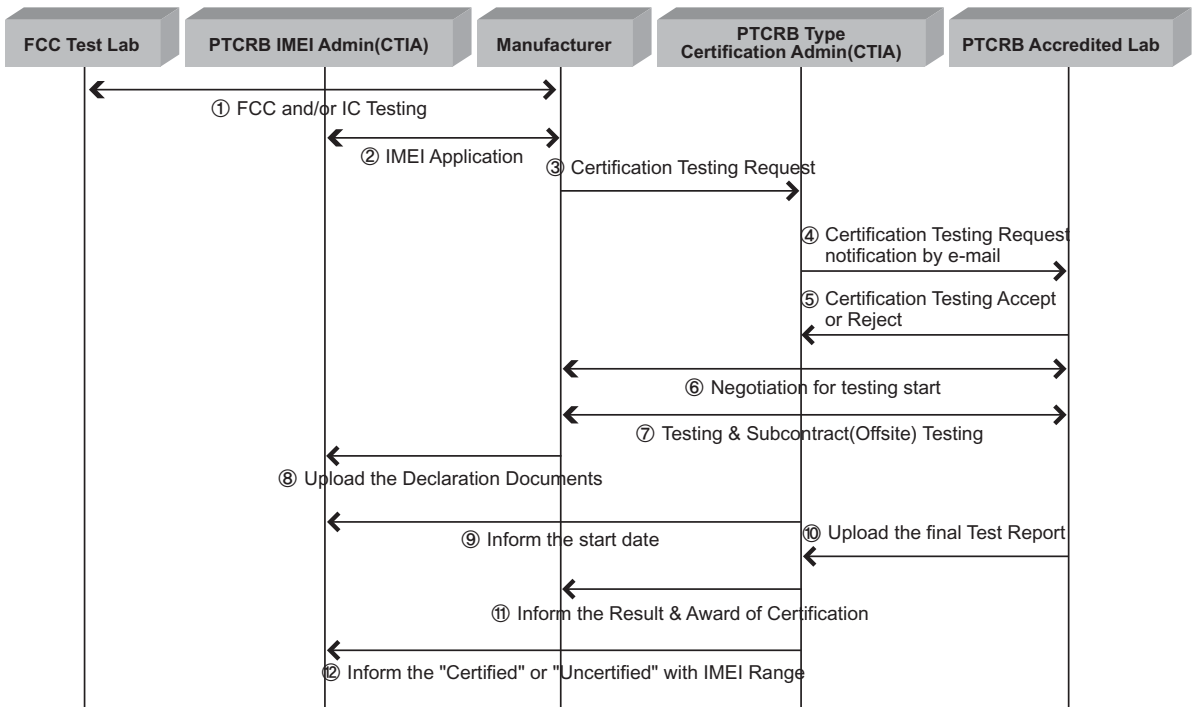 FCC Test Lab
PTCRB IMEI Admin(CTIA)
Manufacturer
PTCRB Type
Certification Admin(CTIA)
PTCRB Accredited Lab
① FCC and/or IC Testing
② IMEI Application
③ Certification Testing Request
④ Certification Testing Request
notification by e-mail
⑤ Certification Testing Accept
or Reject
⑥ Negotiation for testing start
⑦ Testing & Subcontract(Offsite) Testing
⑧ Upload the Declaration Documents
⑨ Inform the start date
⑩ Upload the final Test Report
⑪ Inform the Result & Award of Certification
⑫ Inform the "Certified" or "Uncertified" with IMEI Range